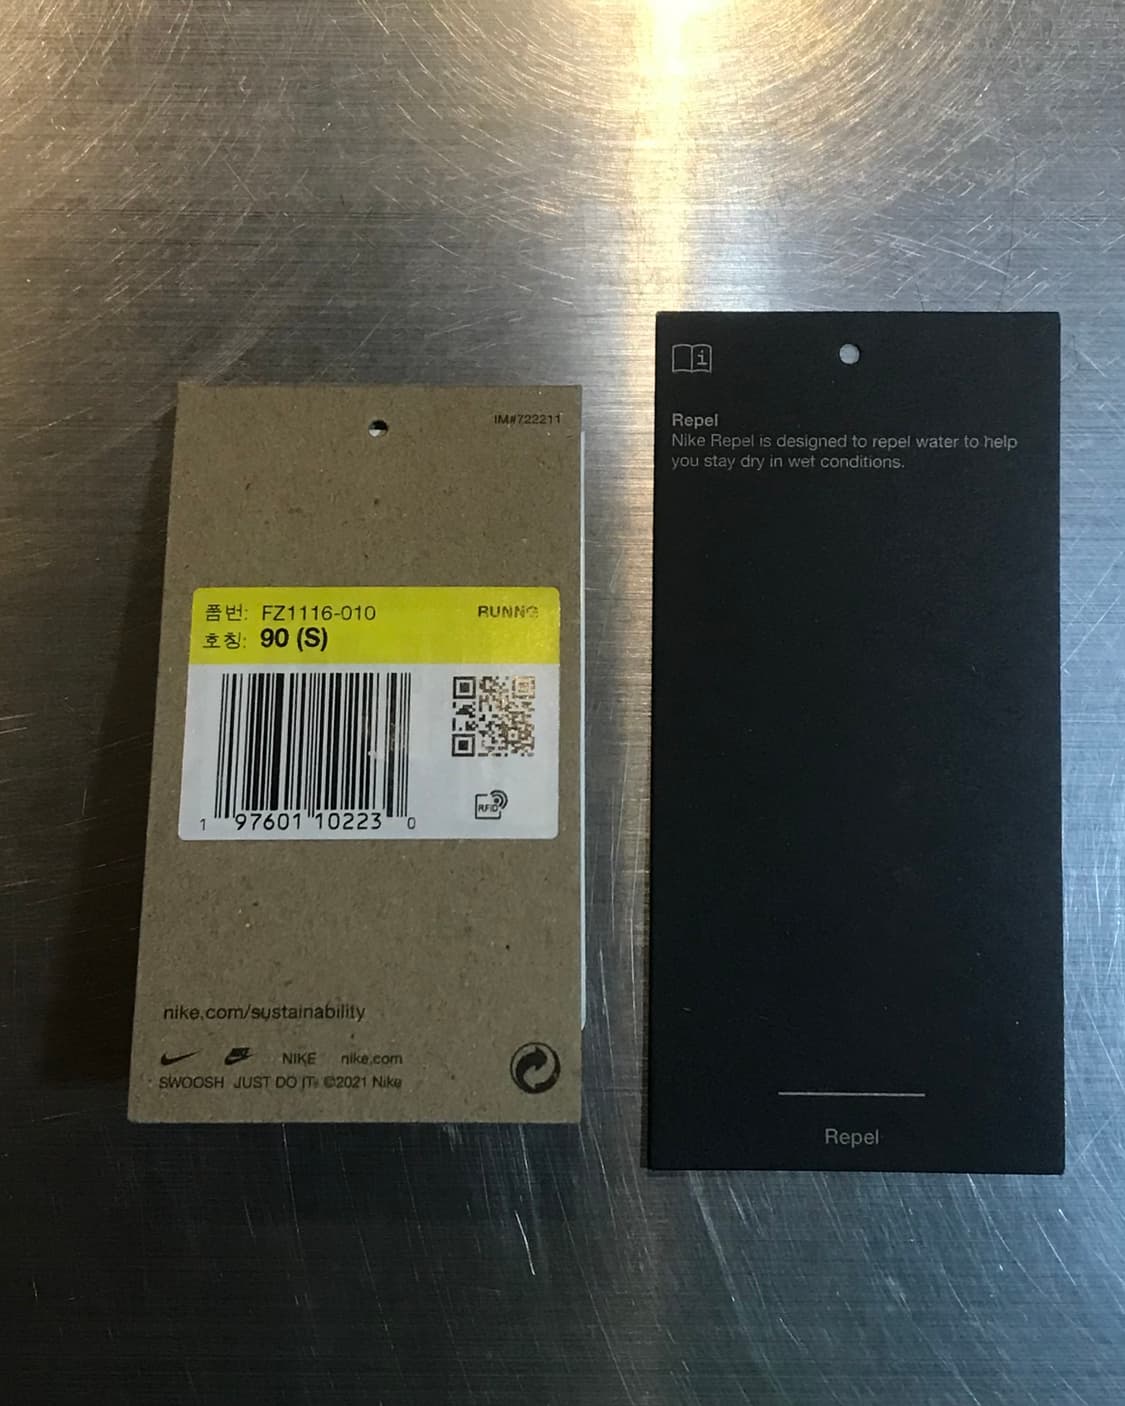 IM#722211
품번: FZ1116-010
RUNNG
호칭: 90 (S)
RFID
1 97601 10223 0
nike.com/sustainability
NIKE nike.com
SWOOSH JUST DO IT® ©2021 Nike
i
Repel
Nike Repel is designed to repel water to help
you stay dry in wet conditions.
Repel